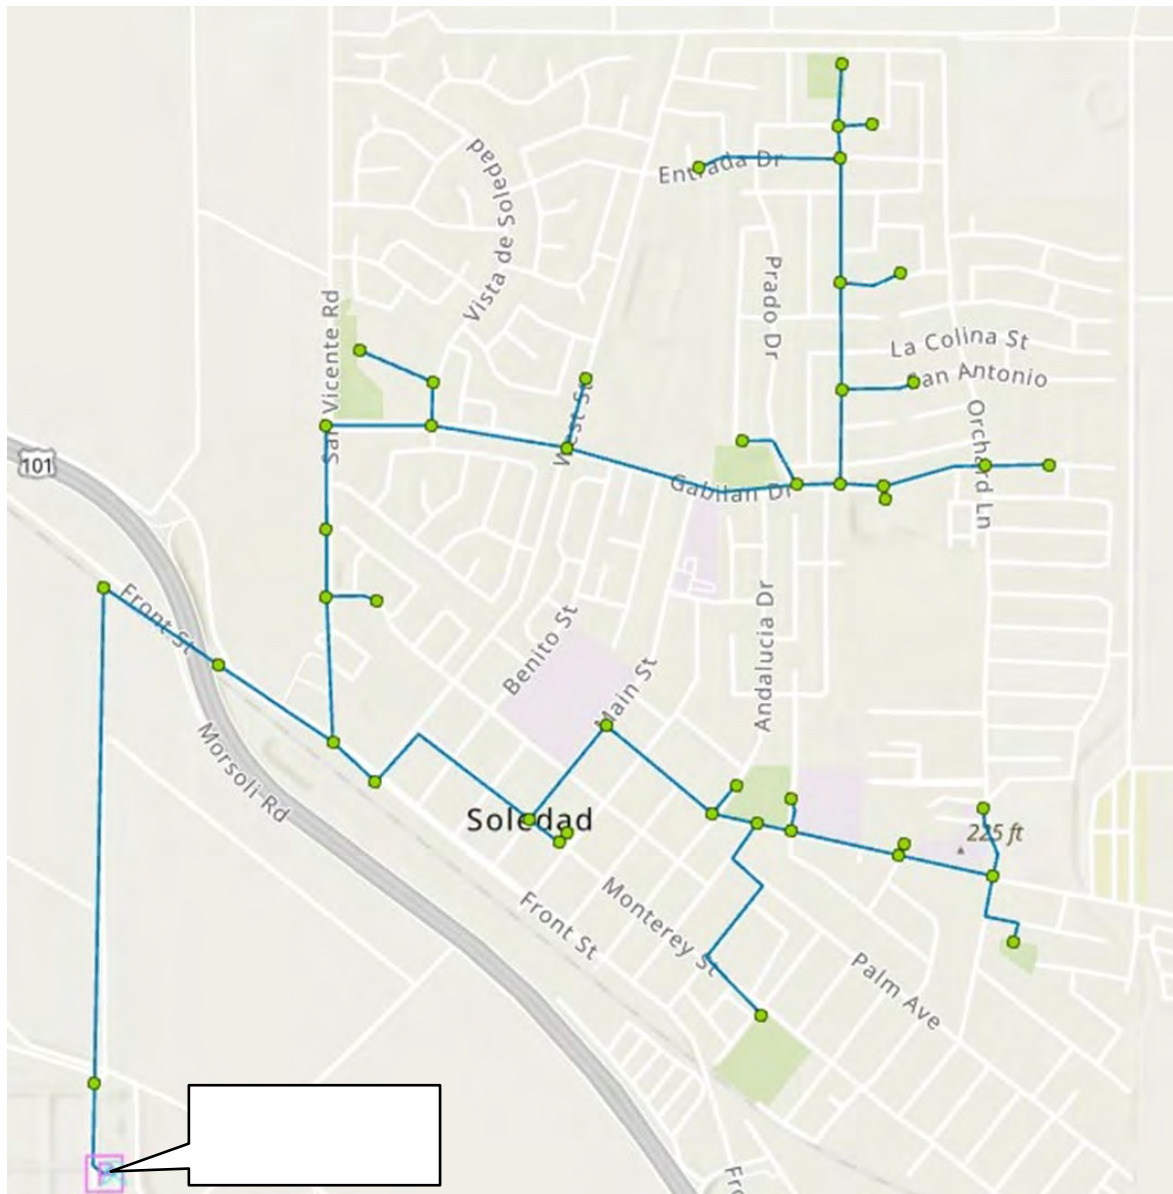 Vista de Soledad
Entrada Dr
Prado Dr
San Vicente Rd
La Colina St
San Antonio
West St
Orchard Ln
101
Gabilan Dr
Front St
Benito St
Main St
Andalucia Dr
Morsoli Rd
Soledad
225 ft
Monterey St
Front St
Palm Ave
Fro